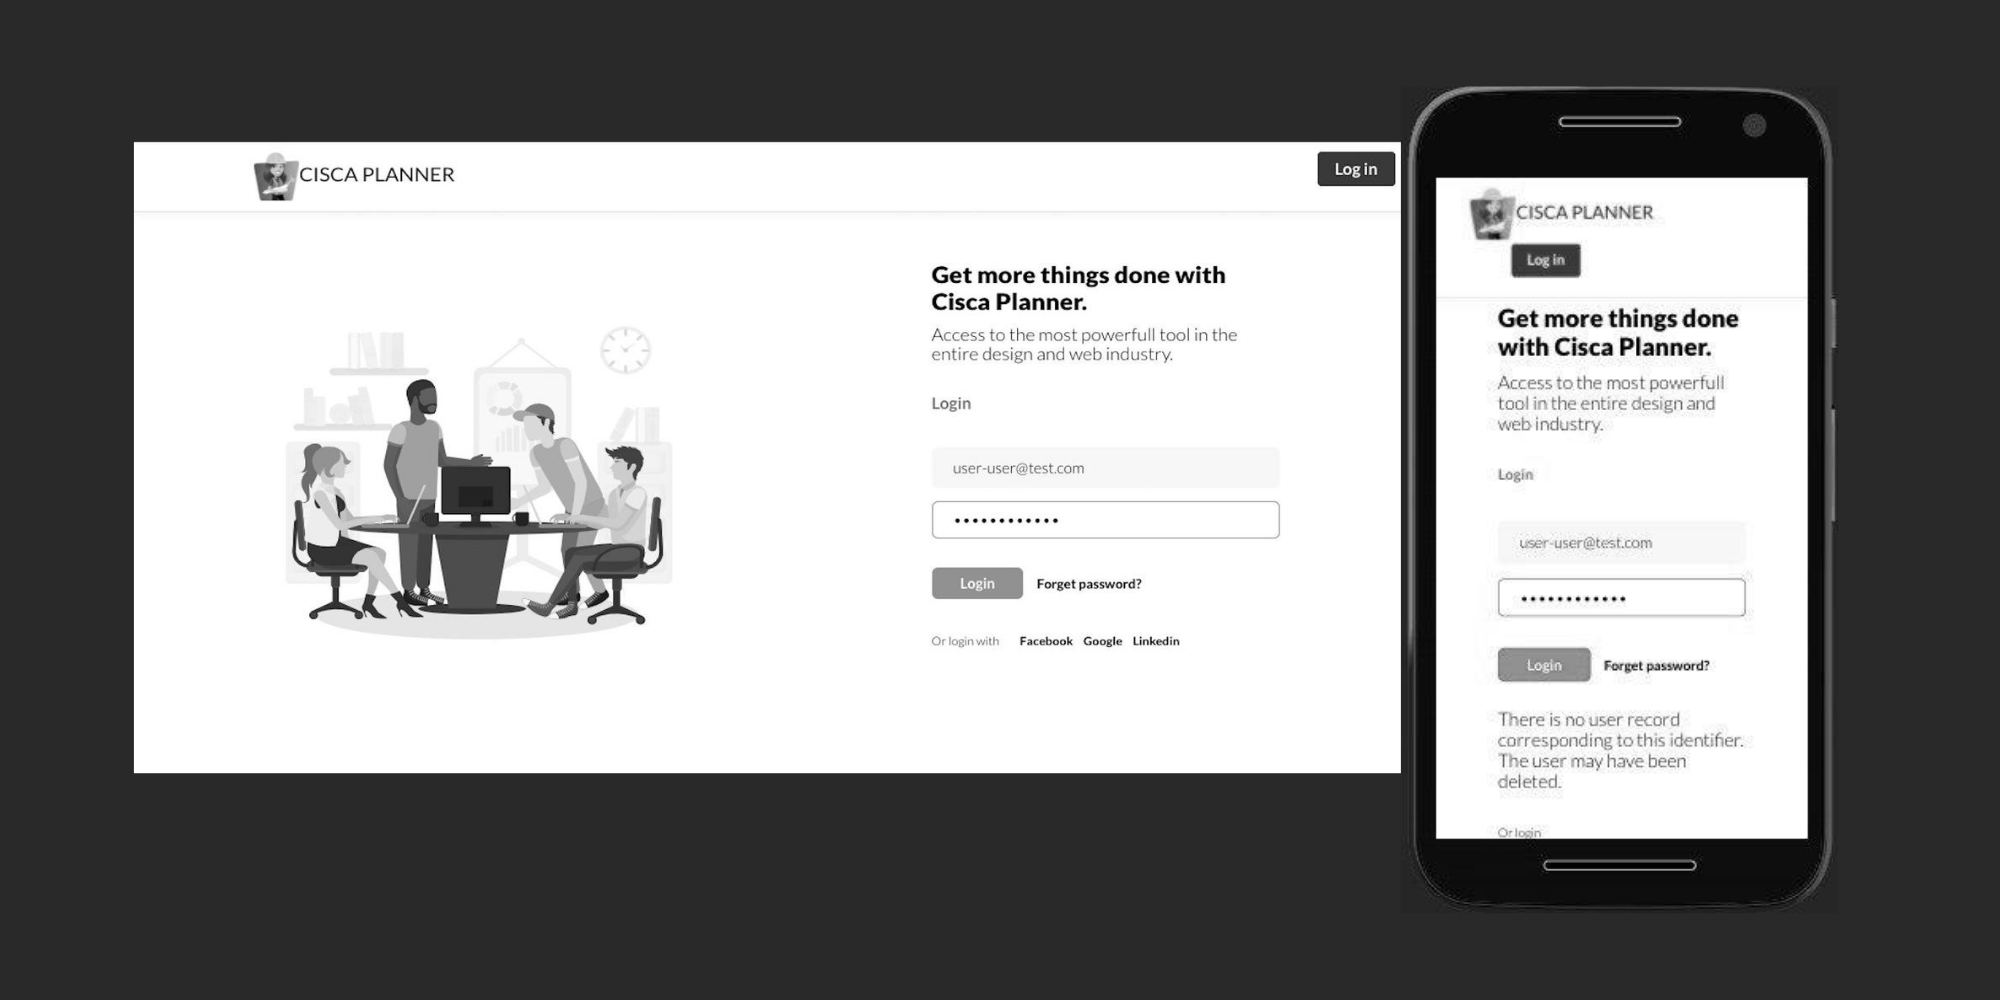 CISCA PLANNER
Log in
Get more things done with
Cisca Planner.
Access to the most powerfull tool in the
entire design and web industry.
Login
user-user@test.com
••••••••••••
Login Forget password?
Or login with Facebook Google Linkedin
CISCA PLANNER
Log in
Get more things done
with Cisca Planner.
Access to the most powerfull
tool in the entire design and
web industry.
Login
user-user@test.com
••••••••••••
Login Forget password?
There is no user record
corresponding to this identifier.
The user may have been
deleted.
Or login